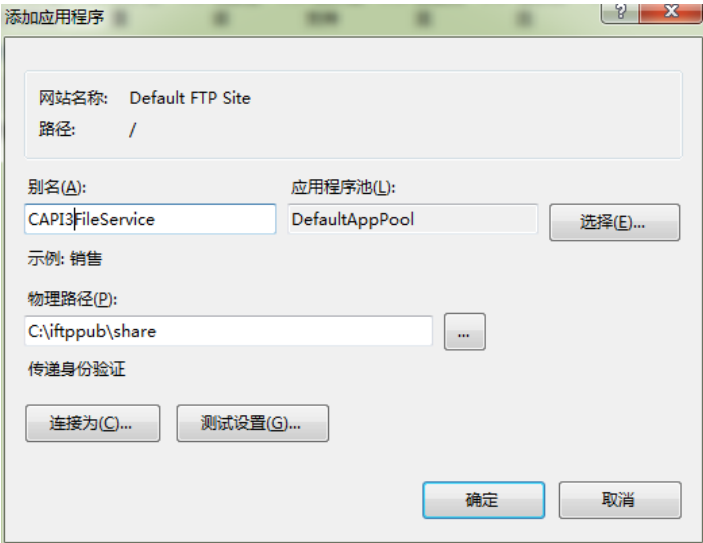 添加应用程序
网站名称: Default FTP Site
路径: /
别名(A): 应用程序池(L):
CAPI3FileService DefaultAppPool 选择(E)...
示例: 销售
物理路径(P):
C:\iftppub\share ...
传递身份验证
连接为(C)... 测试设置(G)...
确定 取消